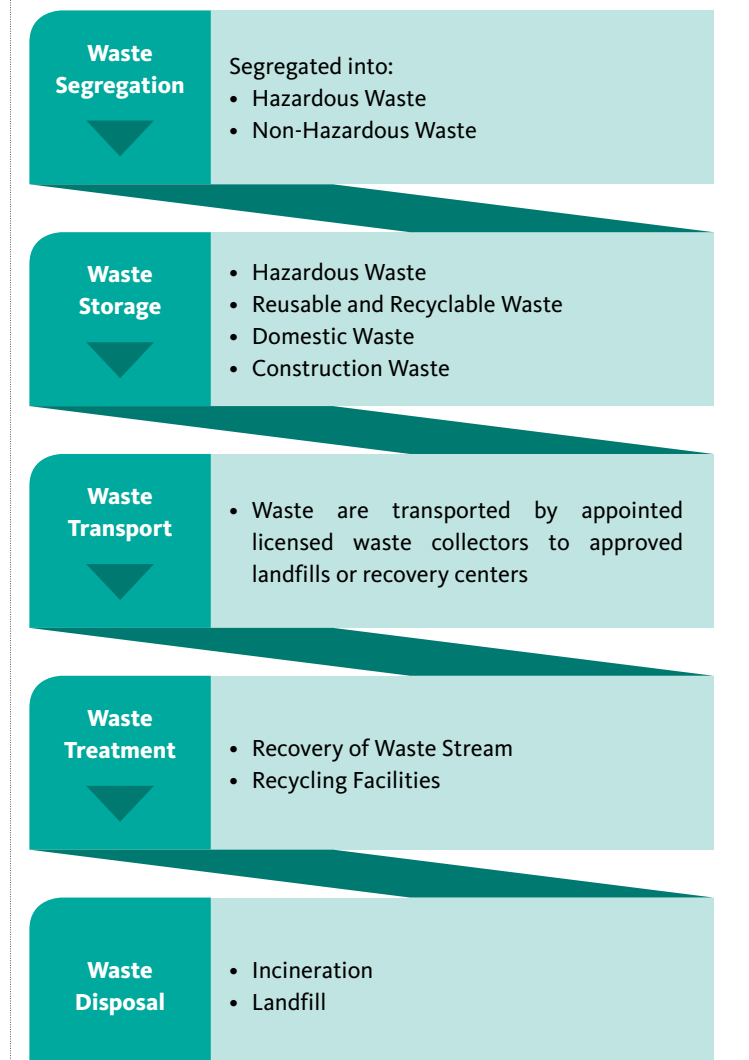 Waste
Segregation
Segregated into:
• Hazardous Waste
• Non-Hazardous Waste
Waste
Storage
• Hazardous Waste
• Reusable and Recyclable Waste
• Domestic Waste
• Construction Waste
Waste
Transport
• Waste are transported by appointed
licensed waste collectors to approved
landfills or recovery centers
Waste
Treatment
• Recovery of Waste Stream
• Recycling Facilities
Waste
Disposal
• Incineration
• Landfill